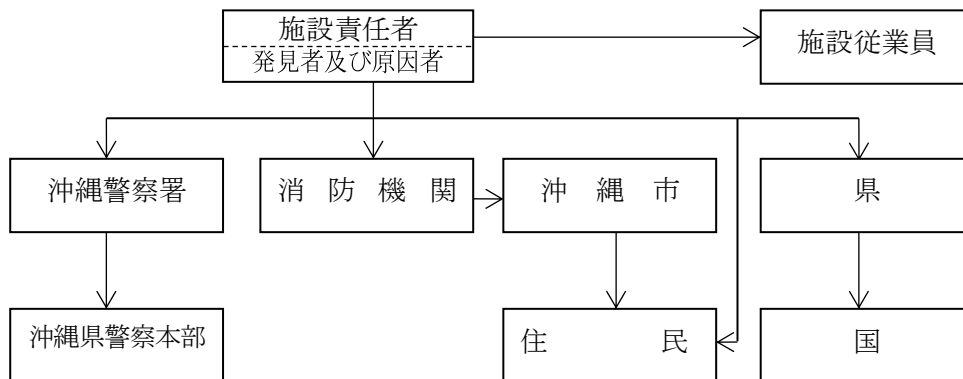 施設責任者
発見者及び原因者
施設従業員
沖縄警察署
消防機関
沖縄市
県
沖縄県警察本部
住民
国